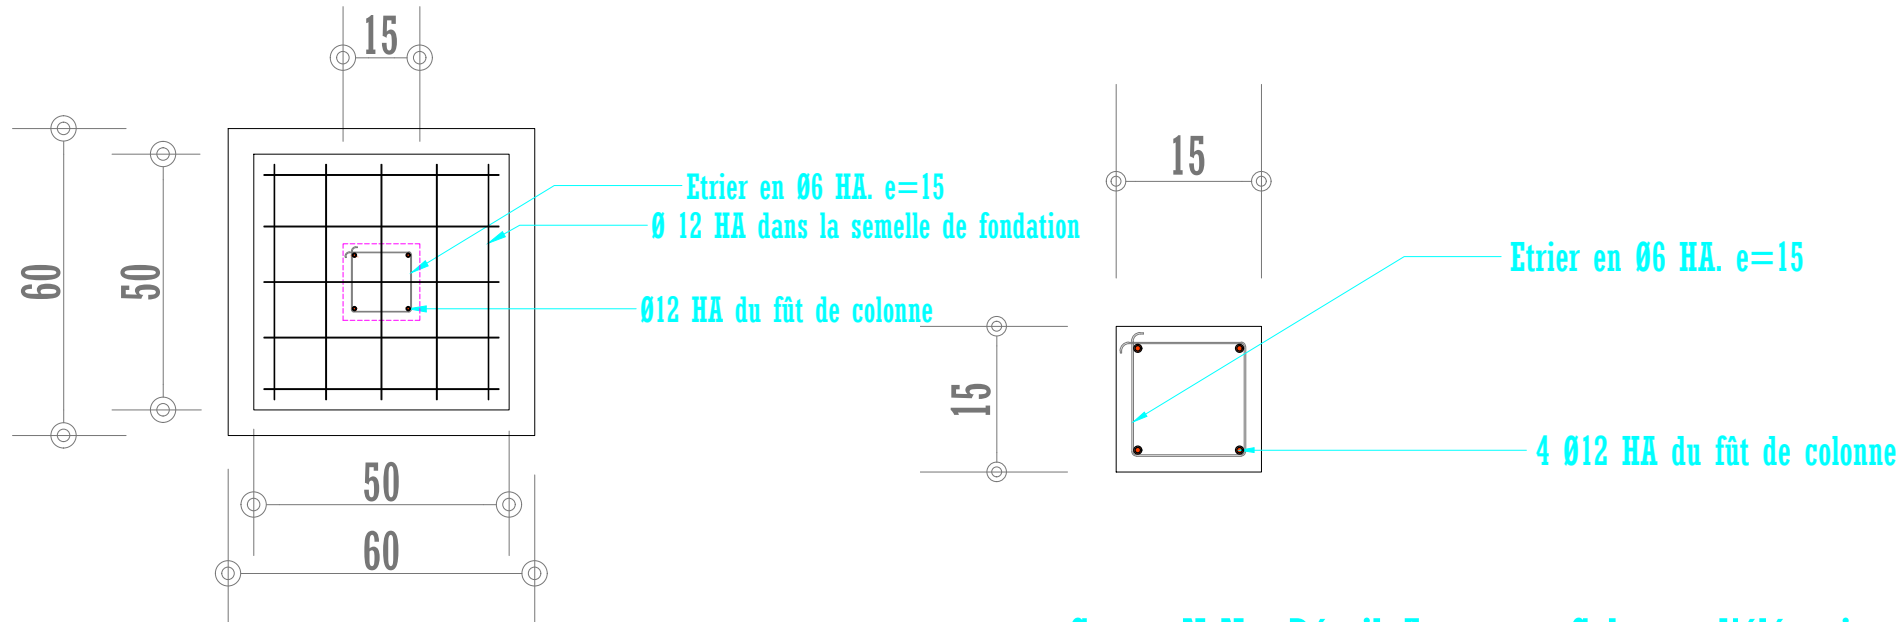 15
60
50
Etrier en Ø6 HA. e=15
Ø 12 HA dans la semelle de fondation
Ø12 HA du fût de colonne
50
60
15
15
Etrier en Ø6 HA. e=15
4 Ø12 HA du fût de colonne